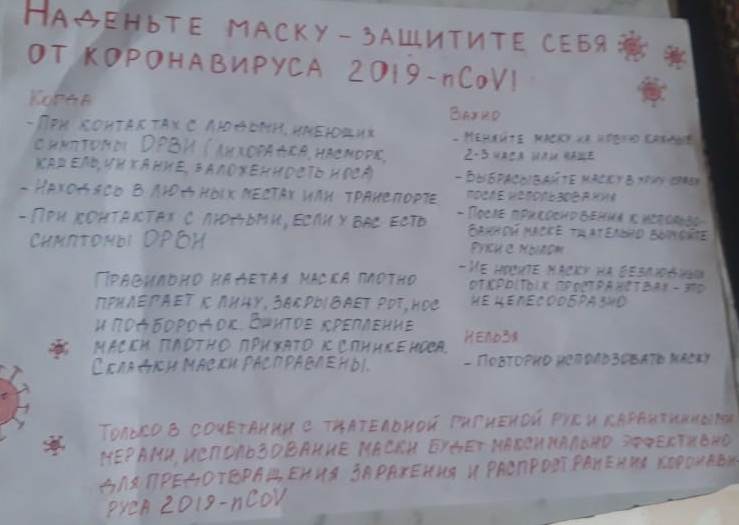 НАДЕНЬТЕ МАСКУ – ЗАЩИТИТЕ СЕБЯ
ОТ КОРОНАВИРУСА 2019-nCoV!
КОГДА
- ПРИ КОНТАКТАХ С ЛЮДЬМИ, ИМЕЮЩИХ
СИМПТОМЫ ОРВИ (ЛИХОРАДКА, НАСМОРК,
КАШЕЛЬ, ЧИХАНИЕ, ЗАЛОЖЕННОСТЬ НОСА)
- НАХОДЯСЬ В ЛЮДНЫХ МЕСТАХ ИЛИ ТРАНСПОРТЕ
- ПРИ КОНТАКТАХ С ЛЮДЬМИ, ЕСЛИ У ВАС ЕСТЬ
СИМПТОМЫ ОРВИ
ПРАВИЛЬНО НАДЕТАЯ МАСКА ПЛОТНО
ПРИЛЕГАЕТ К ЛИЦУ, ЗАКРЫВАЕТ РОТ, НОС
И ПОДБОРОДОК. ВШИТОЕ КРЕПЛЕНИЕ
МАСКИ ПЛОТНО ПРИЖАТО К СПИНКЕ НОСА.
СКЛАДКИ МАСКИ РАСПРАВЛЕНЫ.
ВАЖНО
- МЕНЯЙТЕ МАСКУ НА НОВУЮ КАЖДЫЕ
2-3 ЧАСА ИЛИ ЧАЩЕ
- ВЫБРАСЫВАЙТЕ МАСКУ В УРНУ СРАЗУ
ПОСЛЕ ИСПОЛЬЗОВАНИЯ
- ПОСЛЕ ПРИКОСНОВЕНИЯ К ИСПОЛЬЗО-
ВАННОЙ МАСКЕ ТЩАТЕЛЬНО ВЫМОЙТЕ
РУКИ С МЫЛОМ
- НЕ НОСИТЕ МАСКУ НА БЕЗЛЮДНЫХ
ОТКРЫТЫХ ПРОСТРАНСТВАХ - ЭТО
НЕ ЦЕЛЕСООБРАЗНО
НЕЛЬЗЯ
- ПОВТОРНО ИСПОЛЬЗОВАТЬ МАСКУ
ТОЛЬКО В СОЧЕТАНИИ С ТЩАТЕЛЬНОЙ ГИГИЕНОЙ РУК И КАРАНТИННЫМИ
МЕРАМИ, ИСПОЛЬЗОВАНИЕ МАСКИ БУДЕТ МАКСИМАЛЬНО ЭФФЕКТИВНО
ДЛЯ ПРЕДОТВРАЩЕНИЯ ЗАРАЖЕНИЯ И РАСПРОСТРАНЕНИЯ КОРОНАВИ-
РУСА 2019-nCoV